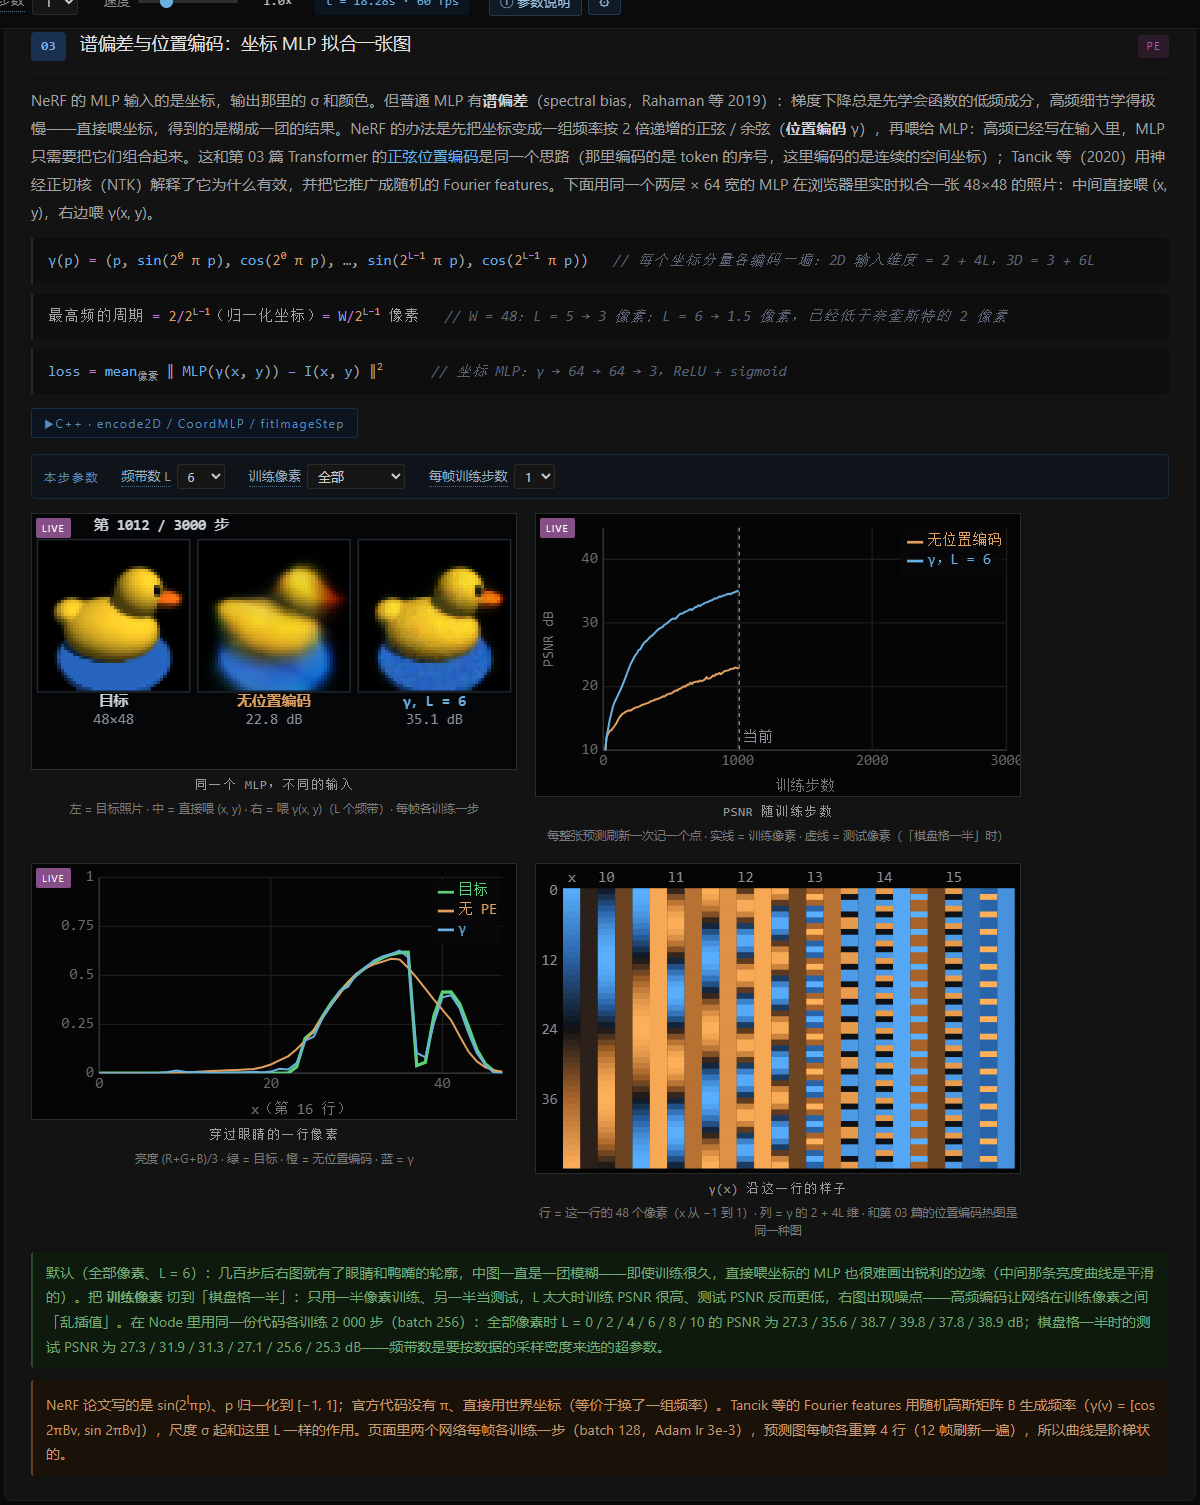 步数 1 速度 1.0x t = 18.28s · 60 fps ⓘ 参数说明 ⚙
03 谱偏差与位置编码：坐标 MLP 拟合一张图 PE
NeRF 的 MLP 输入的是坐标，输出那里的 σ 和颜色。但普通 MLP 有谱偏差（spectral bias，Rahaman 等 2019）：梯度下降总是先学会函数的低频成分，高频细节学得极
慢——直接喂坐标，得到的是糊成一团的结果。NeRF 的办法是先把坐标变成一组频率按 2 倍递增的正弦 / 余弦（位置编码 γ），再喂给 MLP：高频已经写在输入里，MLP
只需要把它们组合起来。这和第 03 篇 Transformer 的正弦位置编码是同一个思路（那里编码的是 token 的序号，这里编码的是连续的空间坐标）；Tancik 等（2020）用神
经正切核（NTK）解释了它为什么有效，并把它推广成随机的 Fourier features。下面用同一个两层 × 64 宽的 MLP 在浏览器里实时拟合一张 48×48 的照片：中间直接喂 (x,
y)，右边喂 γ(x, y)。
γ(p) = (p, sin(2⁰ π p), cos(2⁰ π p), …, sin(2ᴸ⁻¹ π p), cos(2ᴸ⁻¹ π p)) // 每个坐标分量各编码一遍：2D 输入维度 = 2 + 4L，3D = 3 + 6L
最高频的周期 = 2/2ᴸ⁻¹（归一化坐标）= W/2ᴸ⁻¹ 像素 // W = 48：L = 5 → 3 像素；L = 6 → 1.5 像素，已经低于奈奎斯特的 2 像素
loss = mean像素 ‖ MLP(γ(x, y)) − I(x, y) ‖² // 坐标 MLP：γ → 64 → 64 → 3，ReLU + sigmoid
▶C++ · encode2D / CoordMLP / fitImageStep
本步参数 频带数 L 6 训练像素 全部 每帧训练步数 1
LIVE 第 1012 / 3000 步
目标 无位置编码 γ, L = 6
48×48 22.8 dB 35.1 dB
同一个 MLP，不同的输入
左 = 目标照片 · 中 = 直接喂 (x, y) · 右 = 喂 γ(x, y)（L 个频带）· 每帧各训练一步
LIVE
无位置编码
γ, L = 6
PSNR dB
40
30
20
10
当前
0 1000 2000 3000
训练步数
PSNR 随训练步数
每整张预测刷新一次记一个点 · 实线 = 训练像素 · 虚线 = 测试像素（「棋盘格一半」时）
LIVE
目标
无 PE
γ
1
0.75
0.5
0.25
0
0 20 40
x（第 16 行）
穿过眼睛的一行像素
亮度 (R+G+B)/3 · 绿 = 目标 · 橙 = 无位置编码 · 蓝 = γ
x l0 l1 l2 l3 l4 l5
0
12
24
36
γ(x) 沿这一行的样子
行 = 这一行的 48 个像素（x 从 −1 到 1）· 列 = γ 的 2 + 4L 维 · 和第 03 篇的位置编码热图是
同一种图
默认（全部像素、L = 6）：几百步后右图就有了眼睛和鸭嘴的轮廓，中图一直是一团模糊——即使训练很久，直接喂坐标的 MLP 也很难画出锐利的边缘（中间那条亮度曲线是平滑
的）。把 训练像素 切到「棋盘格一半」：只用一半像素训练、另一半当测试，L 太大时训练 PSNR 很高、测试 PSNR 反而更低，右图出现噪点——高频编码让网络在训练像素之间
「乱插值」。在 Node 里用同一份代码各训练 2 000 步（batch 256）：全部像素时 L = 0 / 2 / 4 / 6 / 8 / 10 的 PSNR 为 27.3 / 35.6 / 38.7 / 39.8 / 37.8 / 38.9 dB；棋盘格一半时的测
试 PSNR 为 27.3 / 31.9 / 31.3 / 27.1 / 25.6 / 25.3 dB——频带数是要按数据的采样密度来选的超参数。
NeRF 论文写的是 sin(2ˡπp)、p 归一化到 [−1, 1]；官方代码没有 π、直接用世界坐标（等价于换了一组频率）。Tancik 等的 Fourier features 用随机高斯矩阵 B 生成频率（γ(v) = [cos
2πBv, sin 2πBv]），尺度 σ 起和这里 L 一样的作用。页面里两个网络每帧各训练一步（batch 128，Adam lr 3e-3），预测图每帧各重算 4 行（12 帧刷新一遍），所以曲线是阶梯状
的。